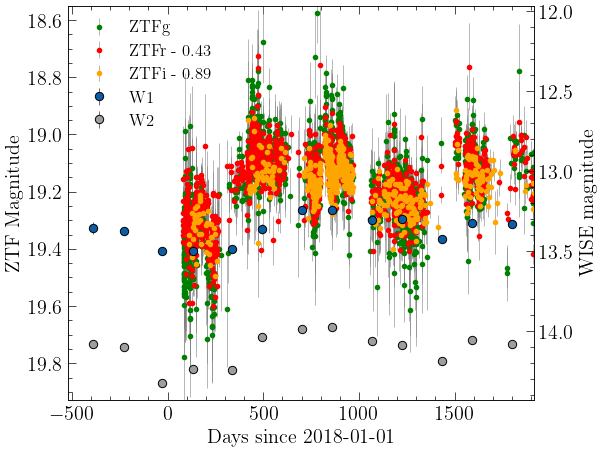 ZTFg
ZTFr - 0.43
ZTFi - 0.89
W1
W2
18.6
18.8
19.0
19.2
19.4
19.6
19.8
ZTF Magnitude
12.0
12.5
13.0
13.5
14.0
WISE magnitude
-500 0 500 1000 1500
Days since 2018-01-01